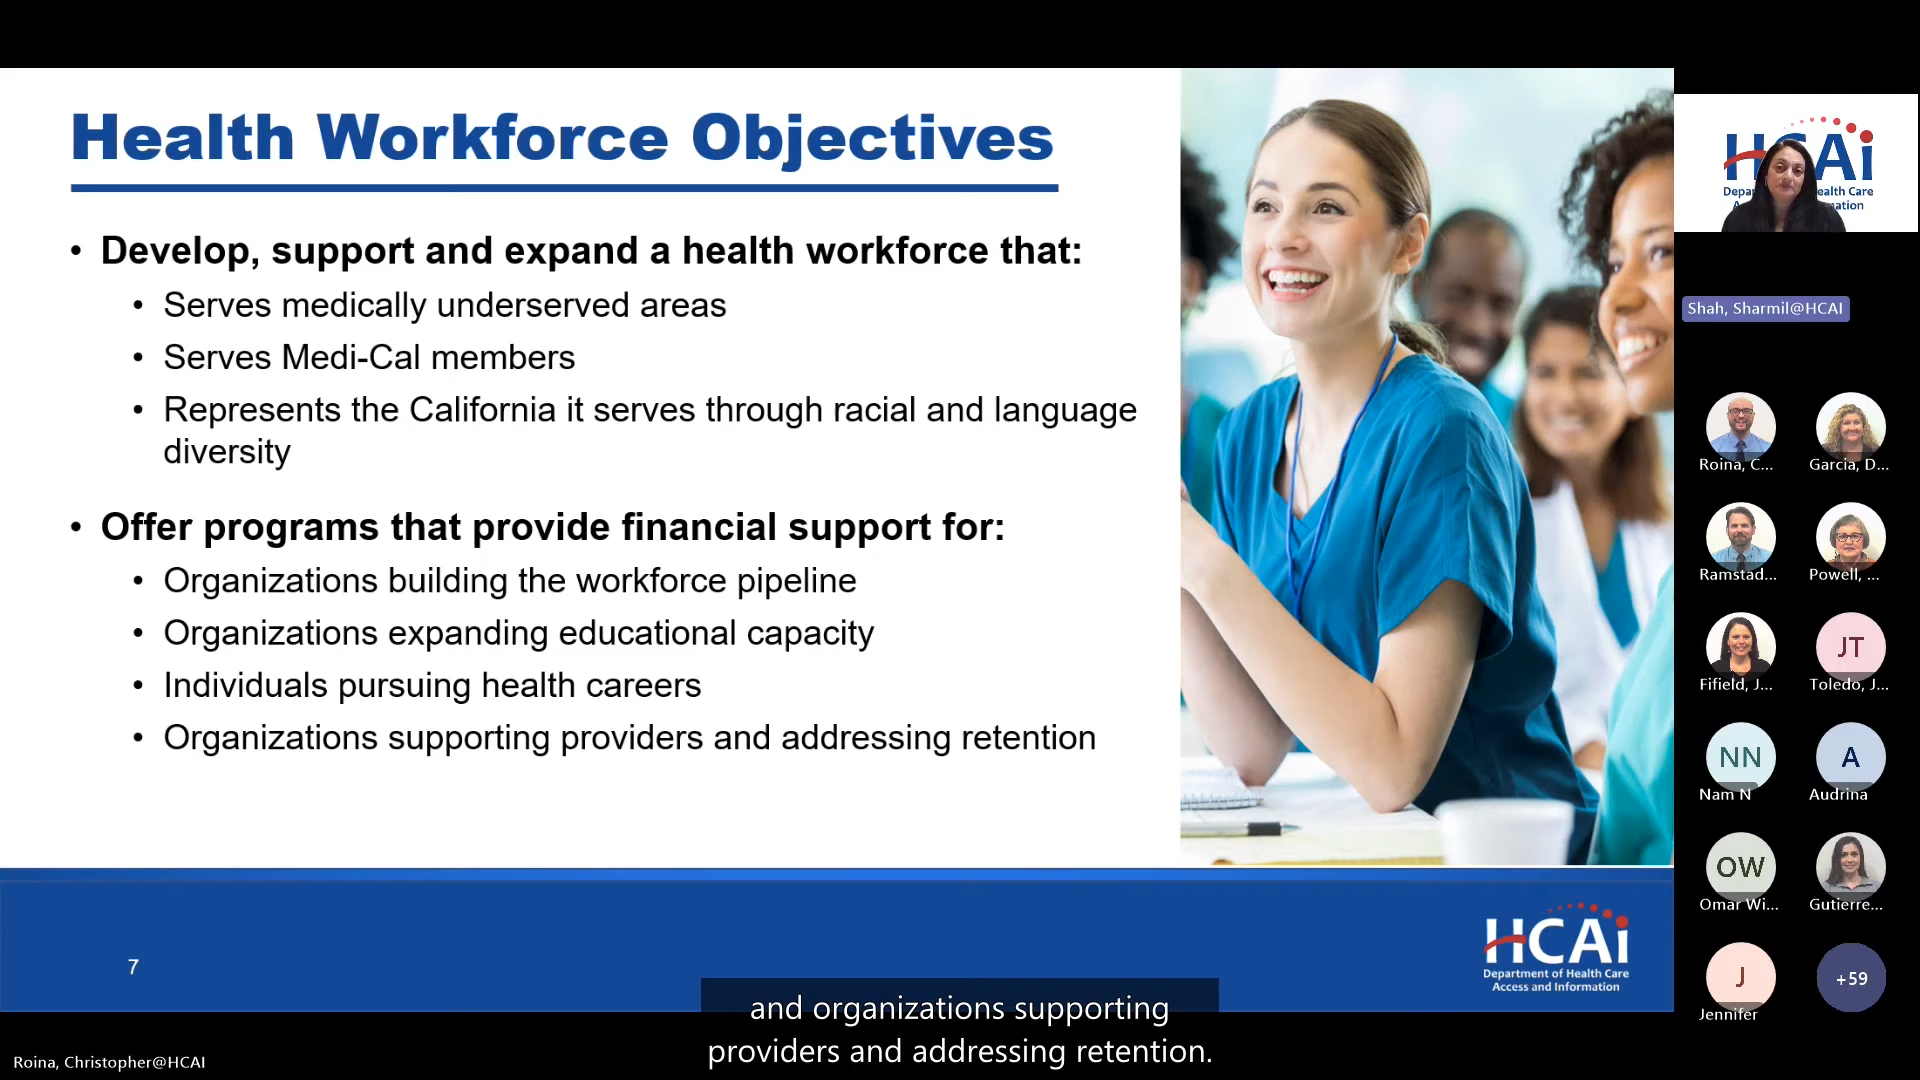 Health Workforce Objectives
• Develop, support and expand a health workforce that:
• Serves medically underserved areas
• Serves Medi-Cal members
• Represents the California it serves through racial and language
diversity
• Offer programs that provide financial support for:
• Organizations building the workforce pipeline
• Organizations expanding educational capacity
• Individuals pursuing health careers
• Organizations supporting providers and addressing retention
7
HCAi
Department of Health Care
Access and Information
and organizations supporting
providers and addressing retention.
Roina, Christopher@HCAI
Shah, Sharmil@HCAI
Roina, C...
Garcia, D...
Ramstad...
Powell, ...
Fifield, J...
JT
Toledo, J...
NN
Nam N
A
Audrina
OW
Omar Wi...
Gutierre...
J
Jennifer
+59